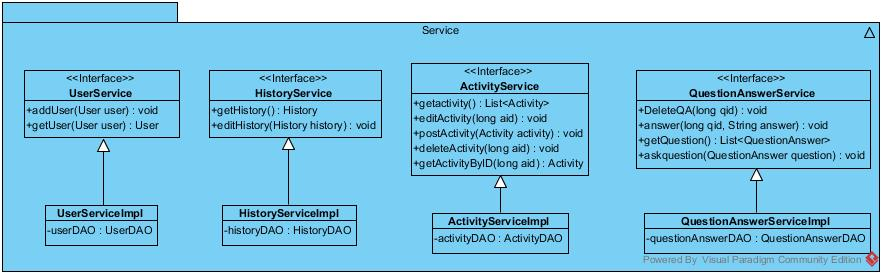 Service
<<Interface>>
UserService
+addUser(User user) : void
+getUser(User user) : User
<<Interface>>
HistoryService
+getHistory() : History
+editHistory(History history) : void
<<Interface>>
ActivityService
+getactivity() : List<Activity>
+editActivity(long aid) : void
+postActivity(Activity activity) : void
+deleteActivity(long aid) : void
+getActivityByID(long aid) : Activity
<<Interface>>
QuestionAnswerService
+DeleteQA(long qid) : void
+answer(long qid, String answer) : void
+getQuestion() : List<QuestionAnswer>
+askquestion(QuestionAnswer question) : void
UserServiceImpl
-userDAO : UserDAO
HistoryServiceImpl
-historyDAO : HistoryDAO
ActivityServiceImpl
-activityDAO : ActivityDAO
QuestionAnswerServiceImpl
-questionAnswerDAO : QuestionAnswerDAO
Powered By Visual Paradigm Community Edition